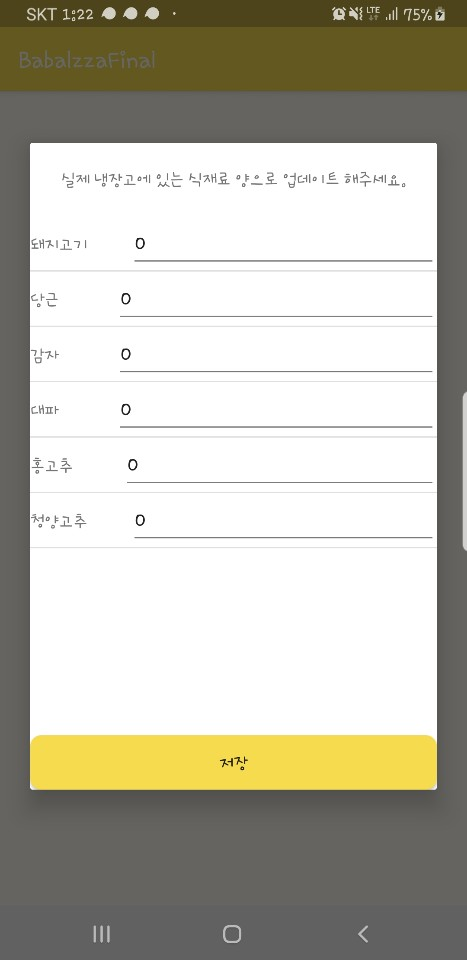 SKT 1:22
LTE 75%
BabalzzaFinal
실제 냉장고에 있는 식재료 양으로 업데이트 해주세요.
돼지고기 0
당근 0
감자 0
대파 0
홍고추 0
청양고추 0
저장